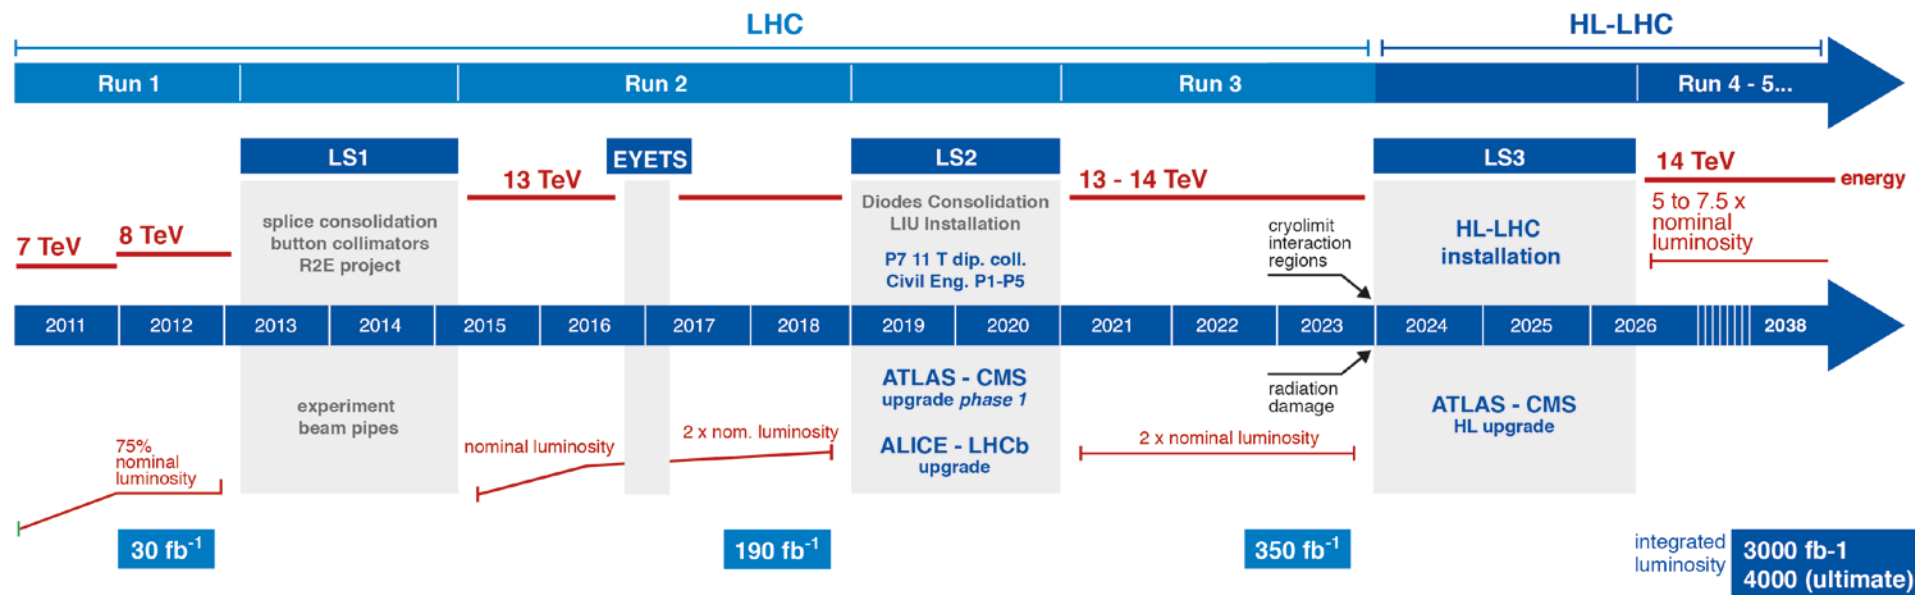 LHC
HL-LHC
Run 1
Run 2
Run 3
Run 4 - 5...
LS1
EYETS
LS2
LS3
14 TeV
13 TeV
13 - 14 TeV
energy
Diodes Consolidation
LIU Installation
splice consolidation
button collimators
R2E project
7 TeV
8 TeV
P7 11 T dip. coll.
Civil Eng. P1-P5
cryolimit
interaction
regions
HL-LHC
installation
5 to 7.5 x
nominal
luminosity
2011
2012
2013
2014
2015
2016
2017
2018
2019
2020
2021
2022
2023
2024
2025
2026
2038
experiment
beam pipes
ATLAS - CMS
upgrade phase 1
ALICE - LHCb
upgrade
radiation
damage
ATLAS - CMS
HL upgrade
75%
nominal
luminosity
nominal luminosity
2 x nom. luminosity
2 x nominal luminosity
30 fb-1
190 fb-1
350 fb-1
integrated
luminosity
3000 fb-1
4000 (ultimate)